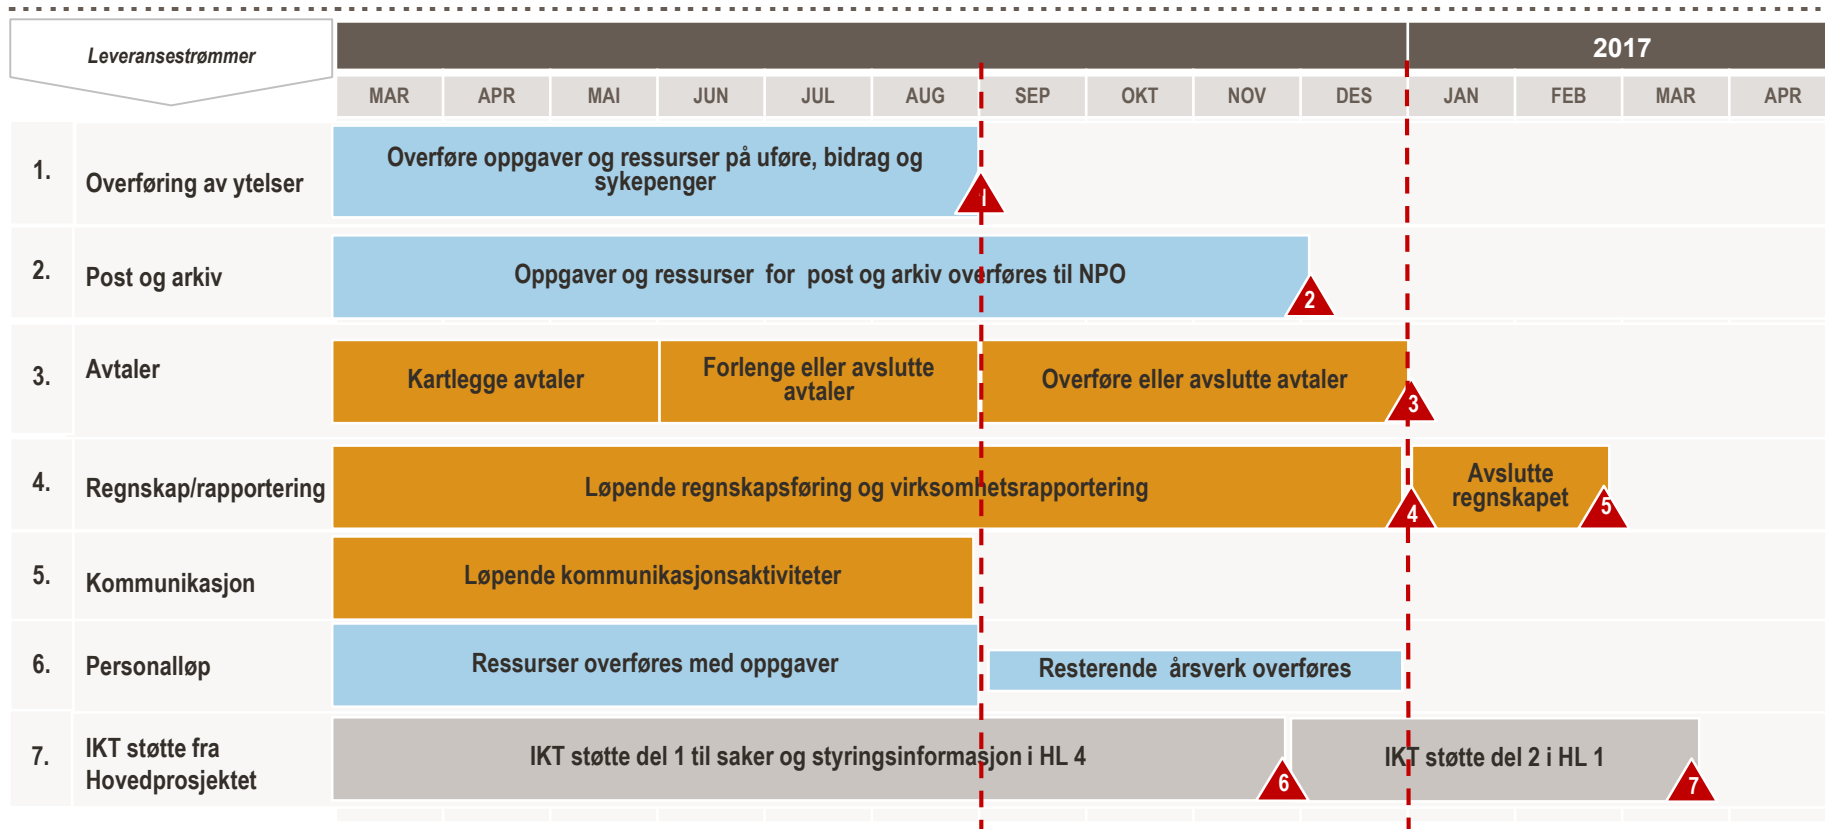 Leveransestrømmer
2017
MAR APR MAI JUN JUL AUG SEP OKT NOV DES JAN FEB MAR APR
1. Overføring av ytelser
Overføre oppgaver og ressurser på uføre, bidrag og
sykepenger
1
2. Post og arkiv
Oppgaver og ressurser for post og arkiv overføres til NPO
2
3. Avtaler
Kartlegge avtaler
Forlenge eller avslutte
avtaler
Overføre eller avslutte avtaler
3
4. Regnskap/rapportering
Løpende regnskapsføring og virksomhetsrapportering
4
Avslutte
regnskapet
5
5. Kommunikasjon
Løpende kommunikasjonsaktiviteter
6. Personalløp
Ressurser overføres med oppgaver
Resterende årsverk overføres
7. IKT støtte fra
Hovedprosjektet
IKT støtte del 1 til saker og styringsinformasjon i HL 4
6
IKT støtte del 2 i HL 1
7